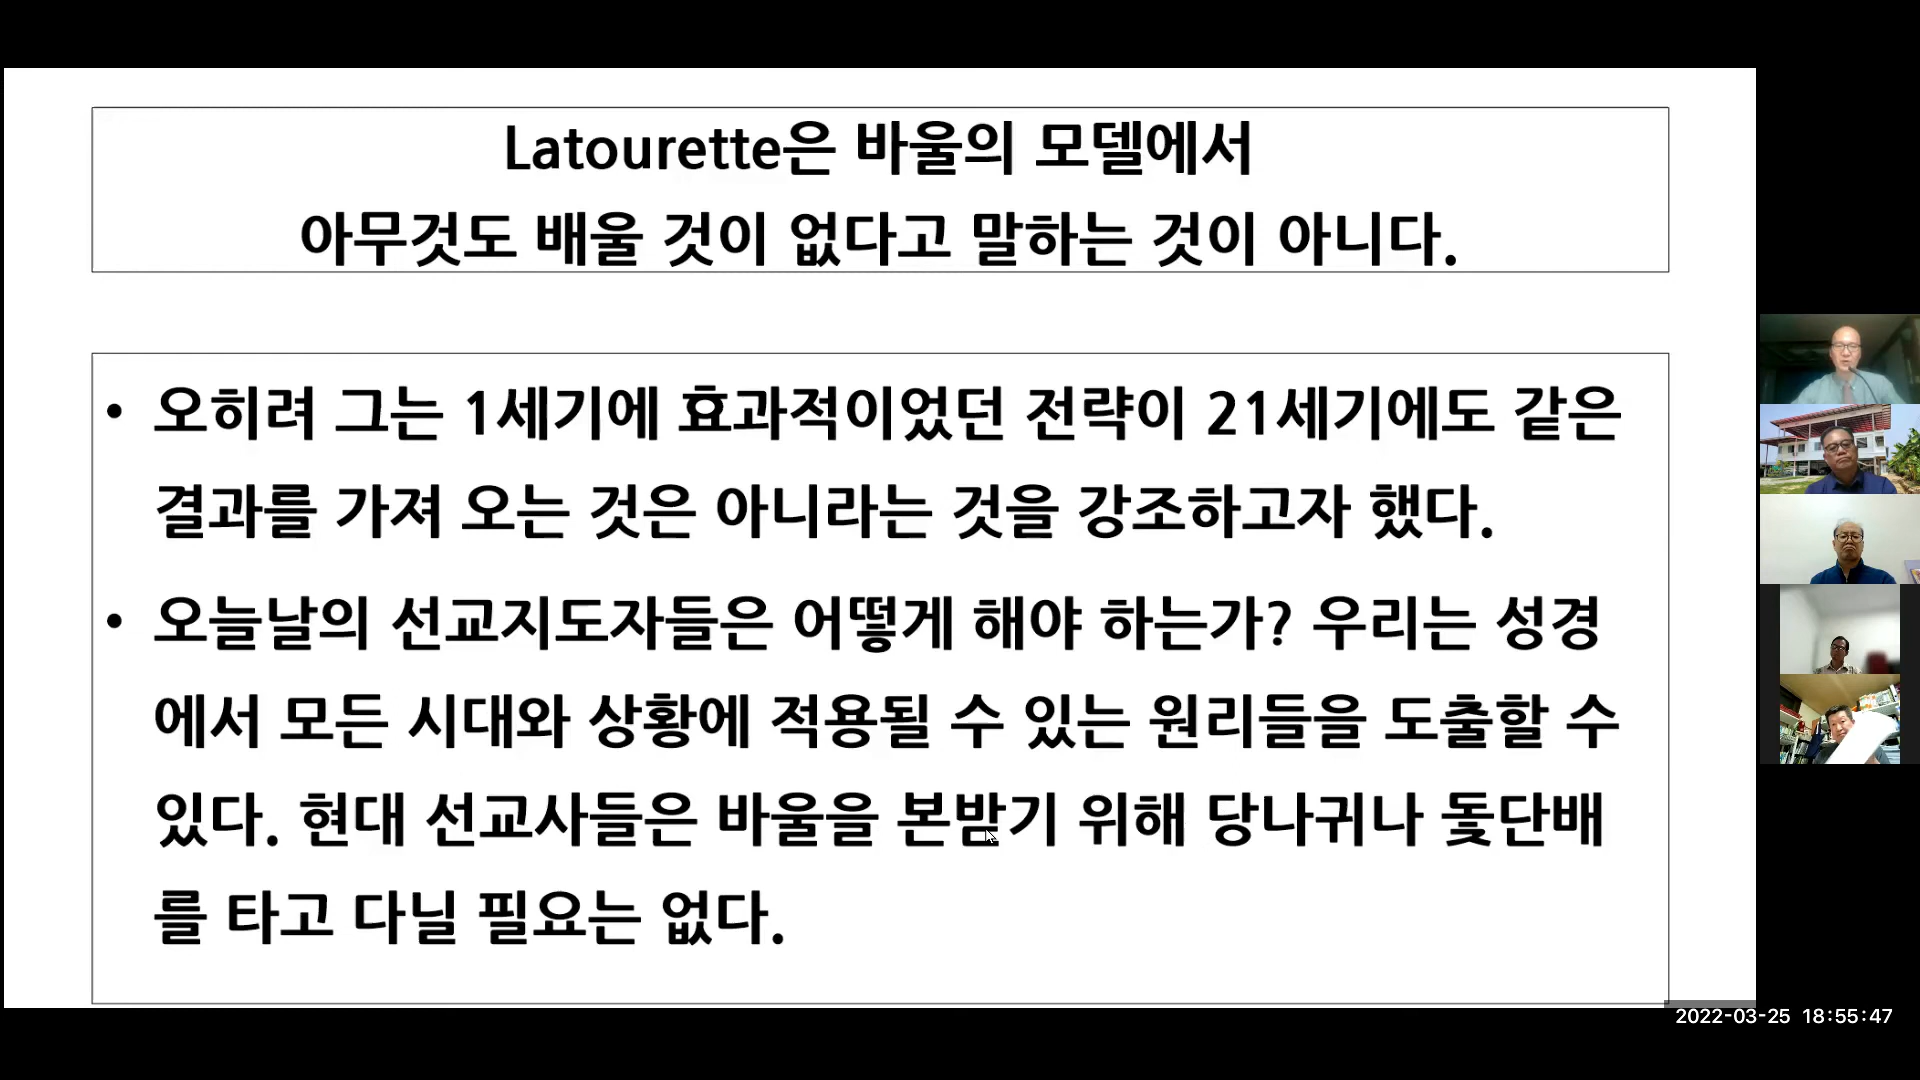 Latourette은 바울의 모델에서
아무것도 배울 것이 없다고 말하는 것이 아니다.
• 오히려 그는 1세기에 효과적이었던 전략이 21세기에도 같은
결과를 가져 오는 것은 아니라는 것을 강조하고자 했다.
• 오늘날의 선교지도자들은 어떻게 해야 하는가? 우리는 성경
에서 모든 시대와 상황에 적용될 수 있는 원리들을 도출할 수
있다. 현대 선교사들은 바울을 본받기 위해 당나귀나 돛단배
를 타고 다닐 필요는 없다.
2022-03-25 18:55:47